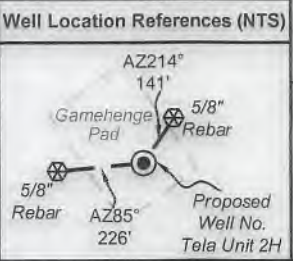 Well Location References (NTS)
AZ214°
141'
Gamehenge
Pad
5/8"
Rebar
5/8"
Rebar
AZ85°
226'
Proposed
Well No.
Tela Unit 2H